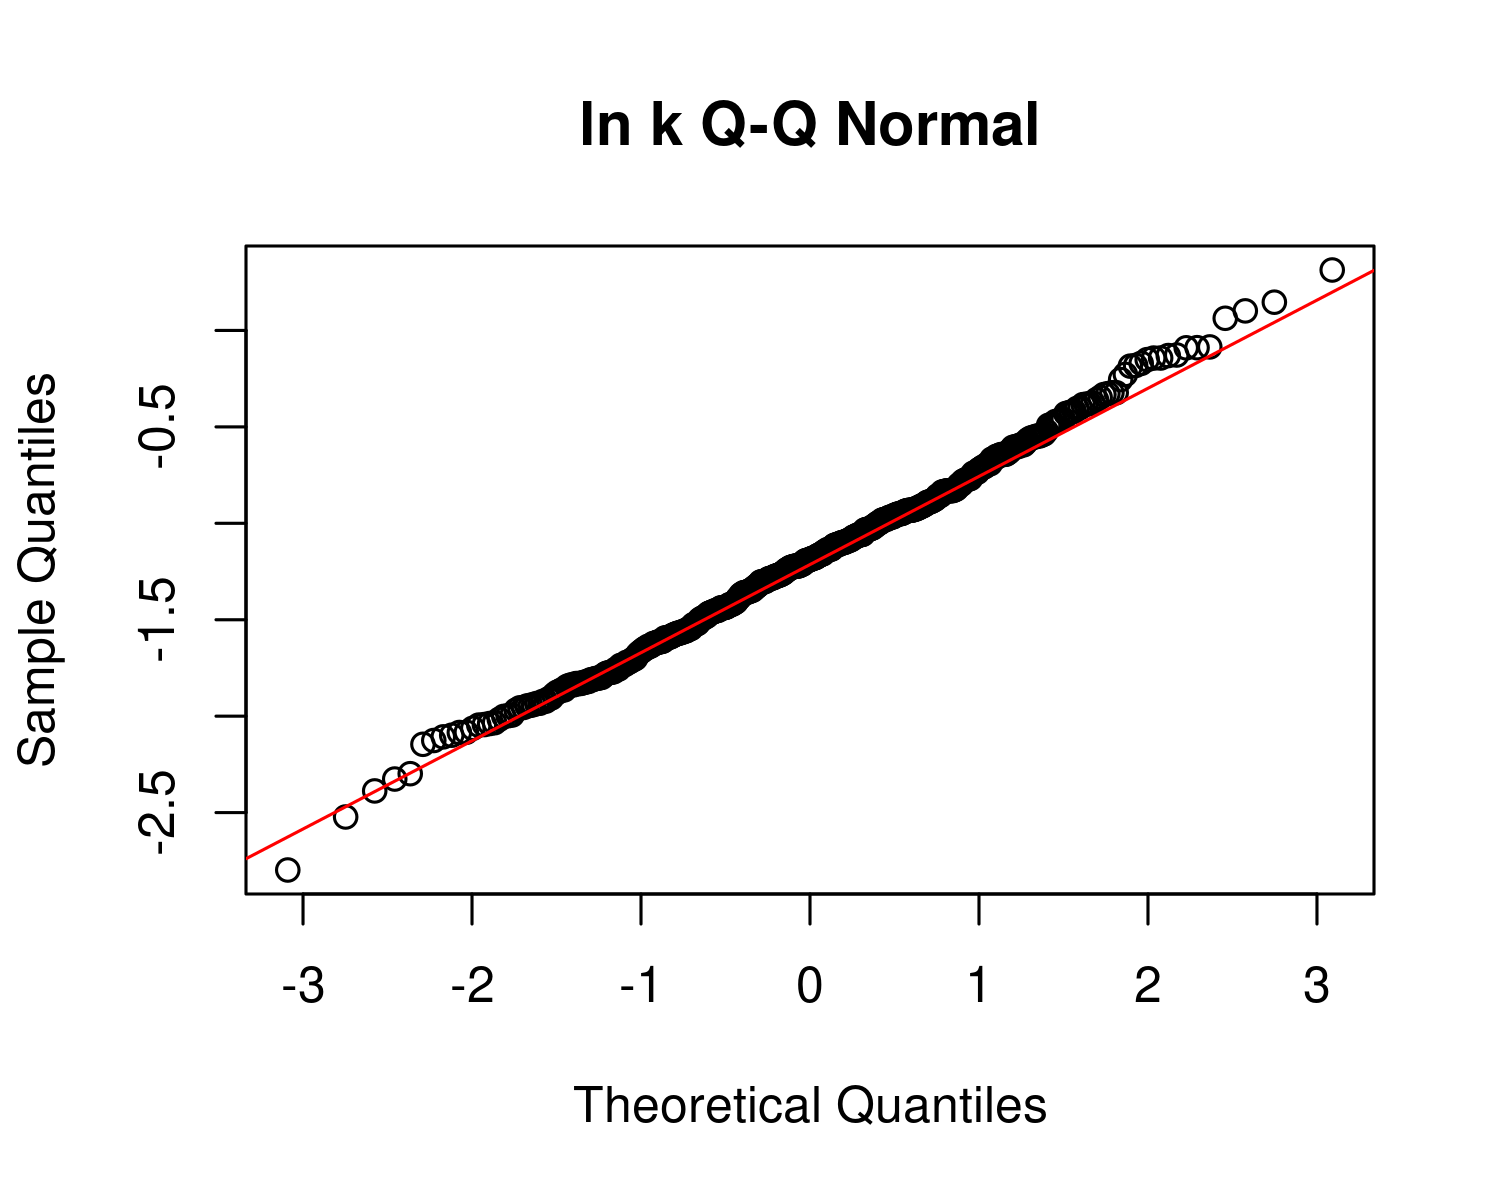 ln k Q-Q Normal
Sample Quantiles
-0.5
-1.5
-2.5
-3 -2 -1 0 1 2 3
Theoretical Quantiles